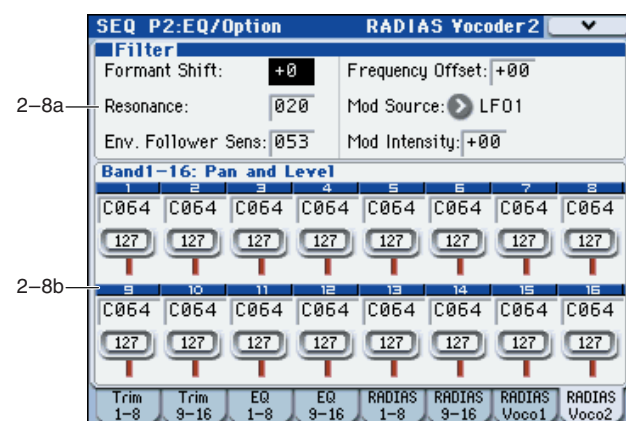 SEQ P2:EQ/Option RADIAS Vocoder2
Filter
Formant Shift: +0 Frequency Offset: +00
2–8a Resonance: 020 Mod Source: LFO1
Env. Follower Sens: 053 Mod Intensity: +00
Band1-16: Pan and Level
1 2 3 4 5 6 7 8
C064 C064 C064 C064 C064 C064 C064 C064
127 127 127 127 127 127 127 127
2–8b 9 10 11 12 13 14 15 16
C064 C064 C064 C064 C064 C064 C064 C064
127 127 127 127 127 127 127 127
Trim Trim EQ EQ RADIAS RADIAS RADIAS RADIAS
1-8 9-16 1-8 9-16 1-8 9-16 Voco1 Voco2